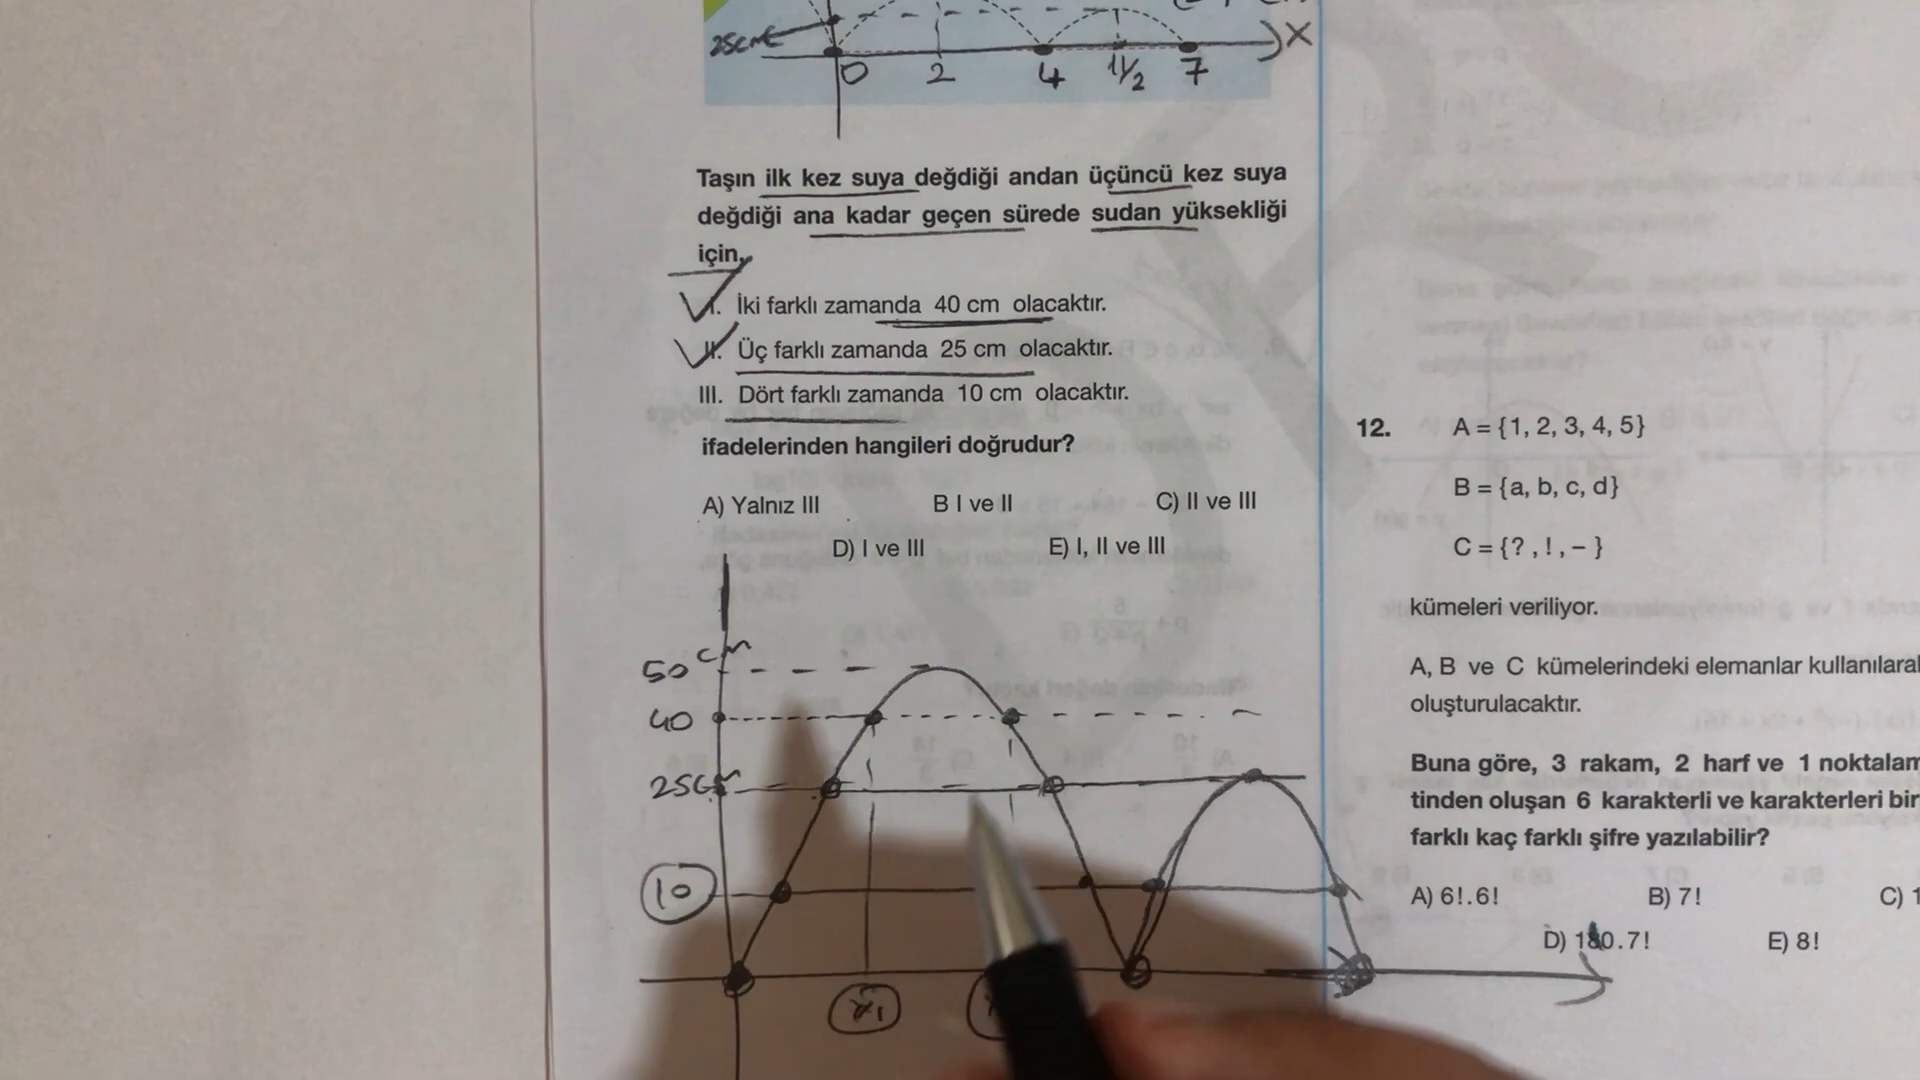 25cm
X
0 2 4 11/2 7
Taşın ilk kez suya değdiği andan üçüncü kez suya
değdiği ana kadar geçen sürede sudan yüksekliği
için,
I. İki farklı zamanda 40 cm olacaktır.
II. Üç farklı zamanda 25 cm olacaktır.
III. Dört farklı zamanda 10 cm olacaktır.
ifadelerinden hangileri doğrudur?
A) Yalnız III B I ve II C) II ve III
D) I ve III E) I, II ve III
50 cm
40
25cm
10
x1
12. A = {1, 2, 3, 4, 5}
B = {a, b, c, d}
C = {? , ! , – }
kümeleri veriliyor.
A, B ve C kümelerindeki elemanlar kullanılara
oluşturulacaktır.
Buna göre, 3 rakam, 2 harf ve 1 noktalam
tinden oluşan 6 karakterli ve karakterleri bir
farklı kaç farklı şifre yazılabilir?
A) 6!.6! B) 7! C) 1
D) 180.7! E) 8!